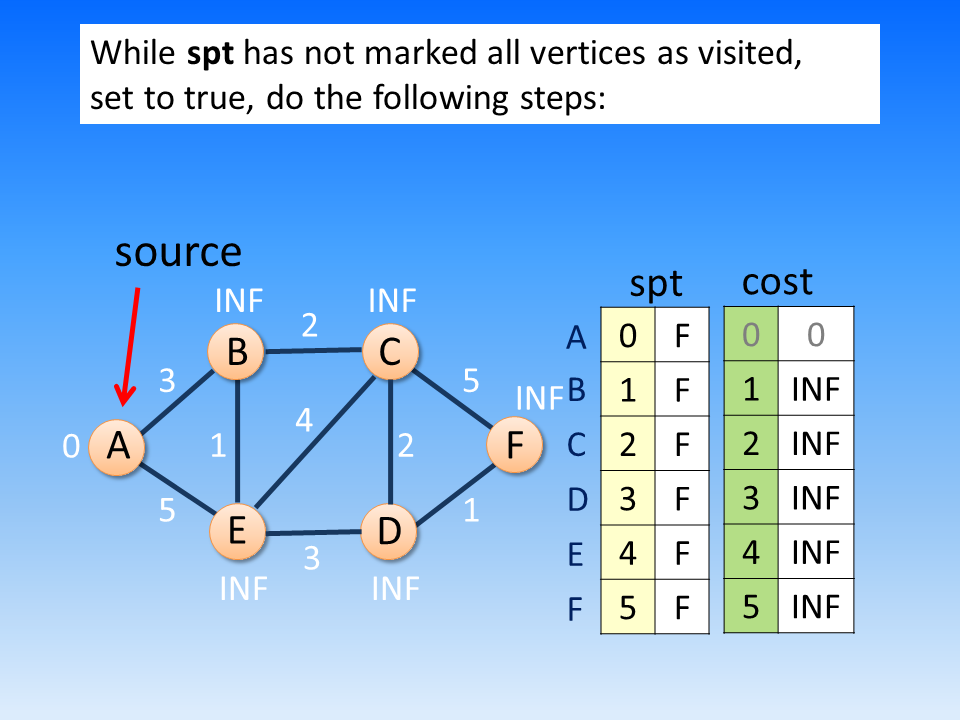 While spt has not marked all vertices as visited,
set to true, do the following steps:
source
INF INF
2
B C
3 5
INF
4
0 A 1 2 F
5 1
E D
3
INF INF
spt cost
A 0 F 0 0
B 1 F 1 INF
C 2 F 2 INF
D 3 F 3 INF
E 4 F 4 INF
F 5 F 5 INF